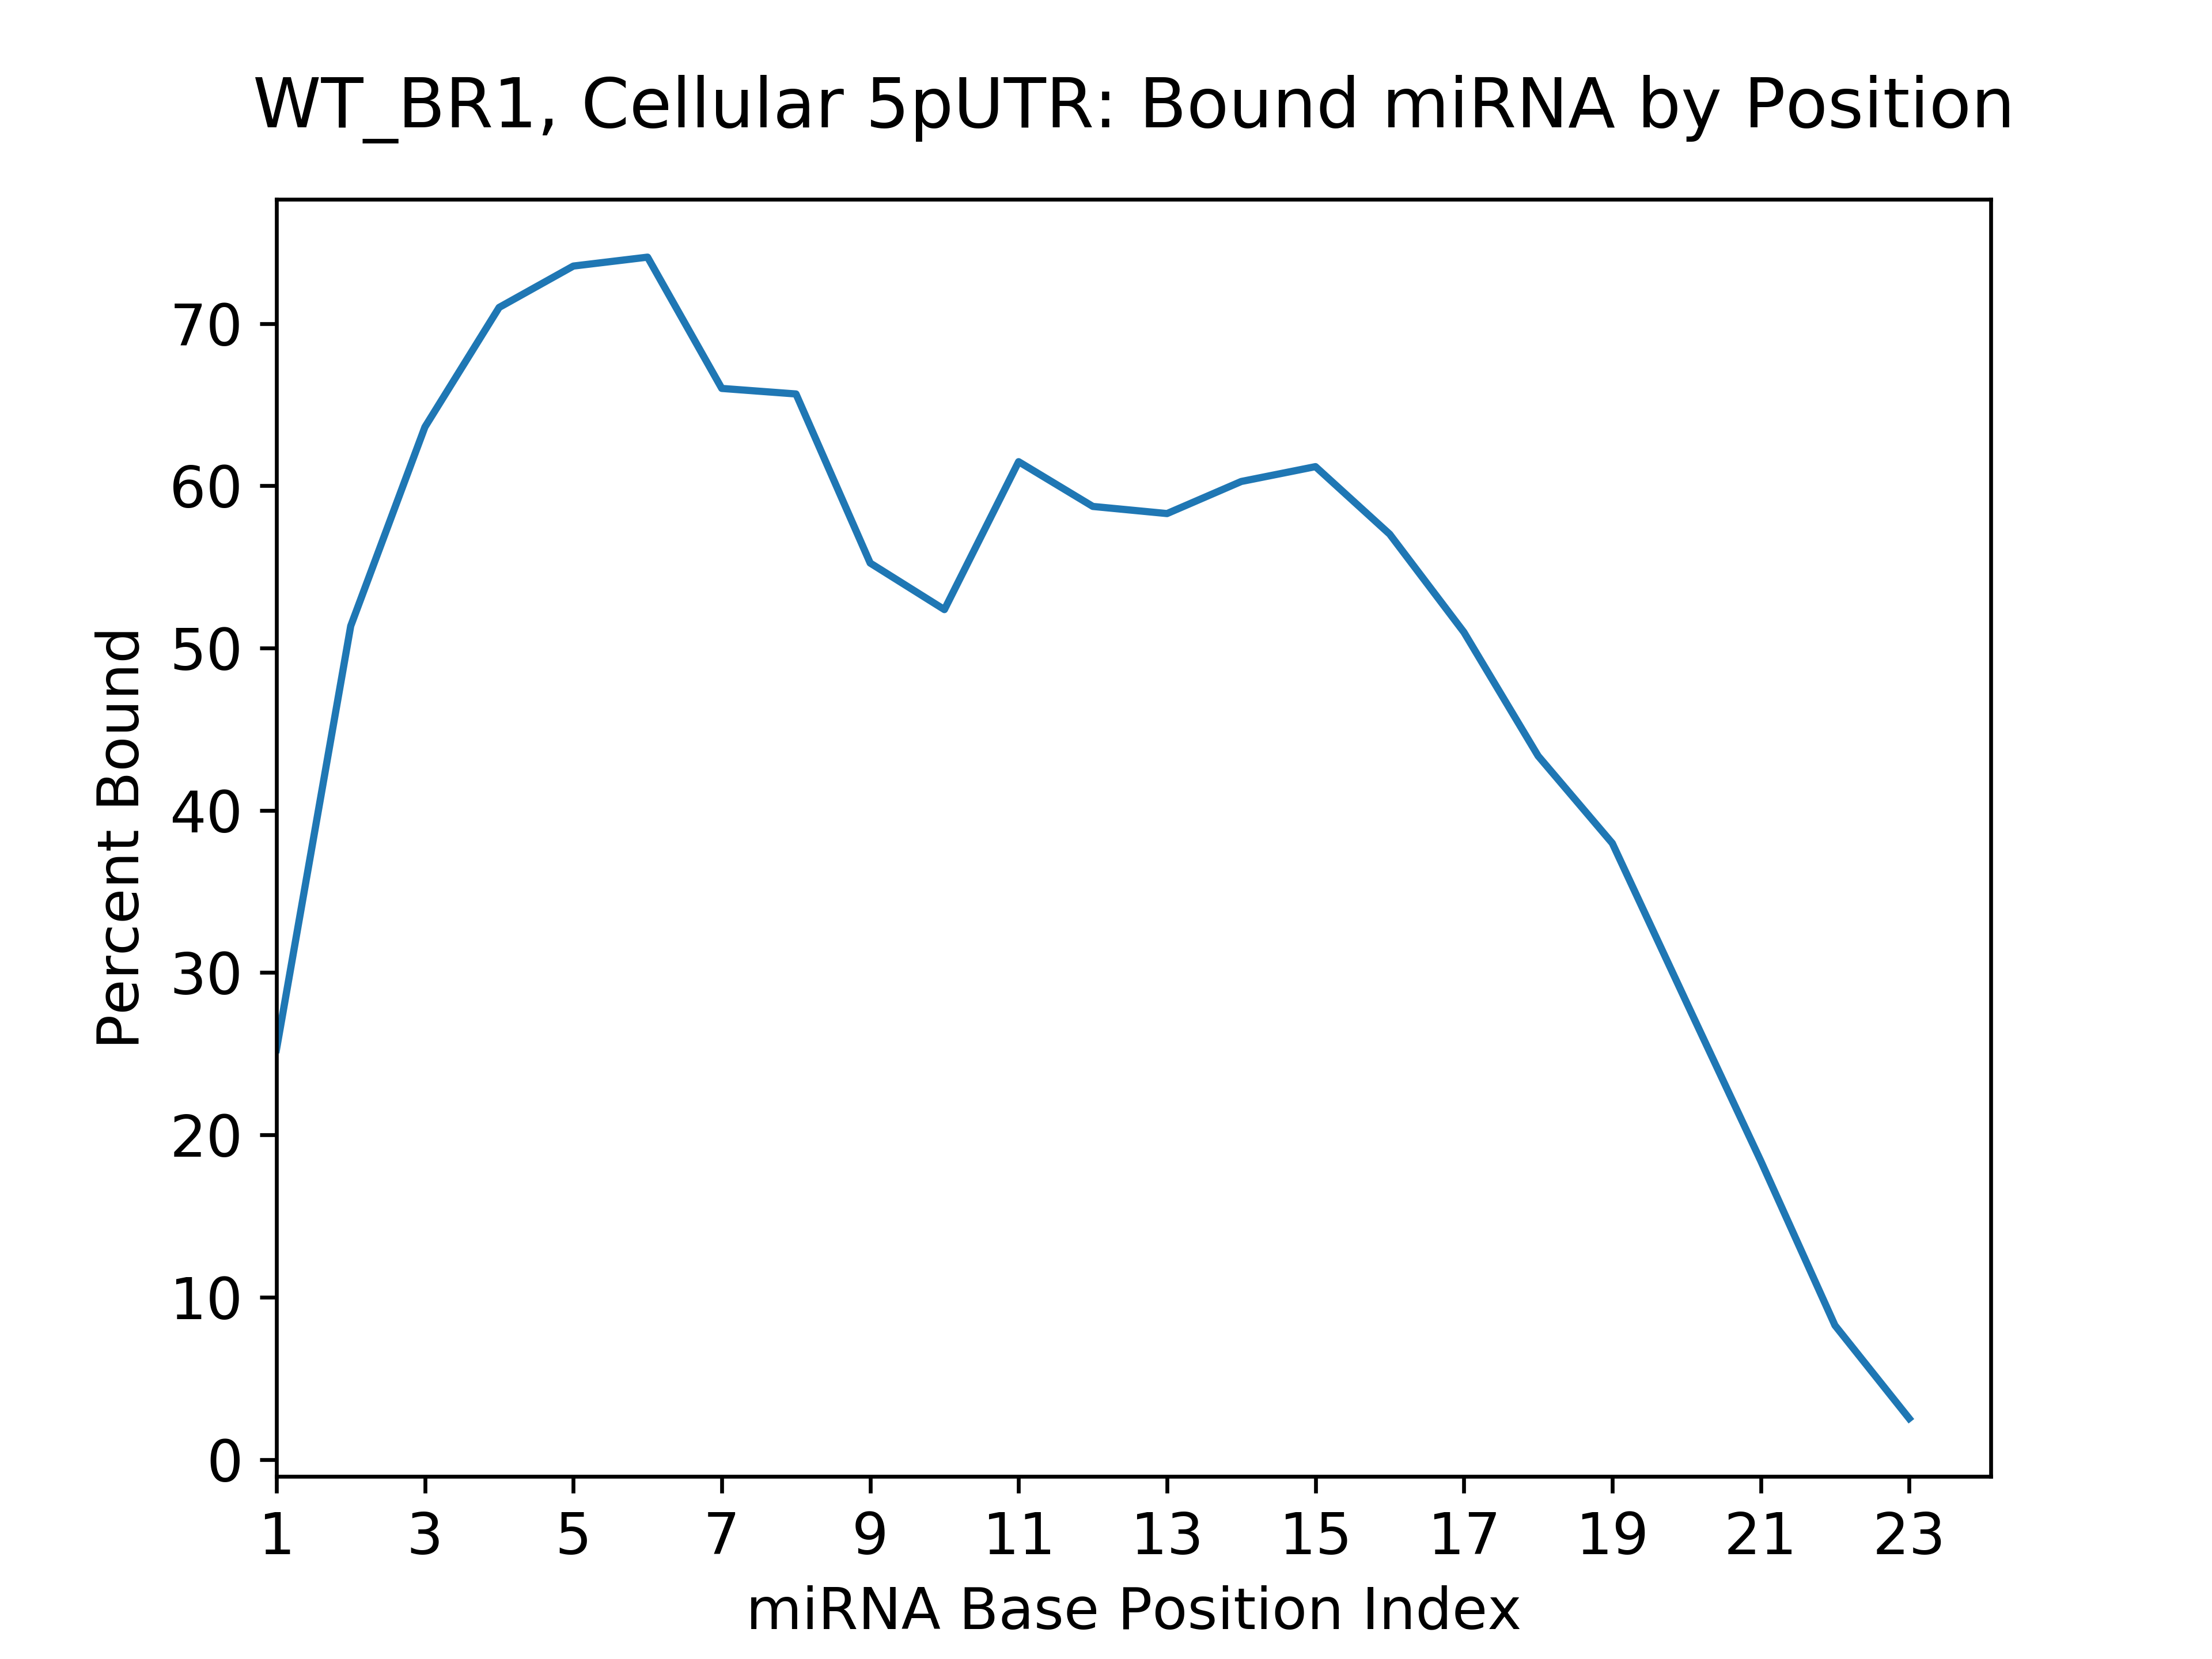 WT_BR1, Cellular 5pUTR: Bound miRNA by Position
Percent Bound
70
60
50
40
30
20
10
0
1 3 5 7 9 11 13 15 17 19 21 23
miRNA Base Position Index